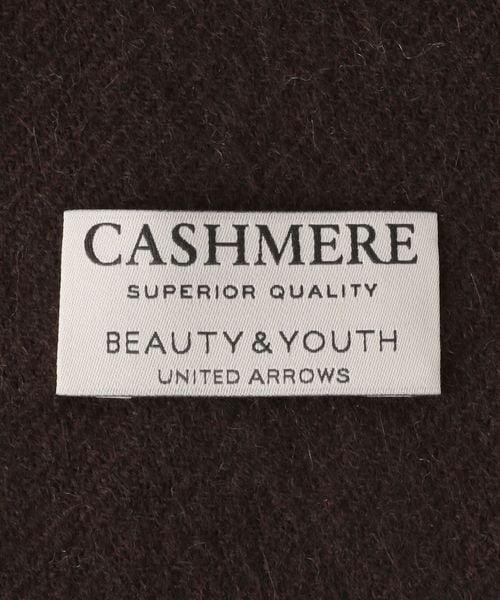 CASHMERE
SUPERIOR QUALITY
BEAUTY & YOUTH
UNITED ARROWS